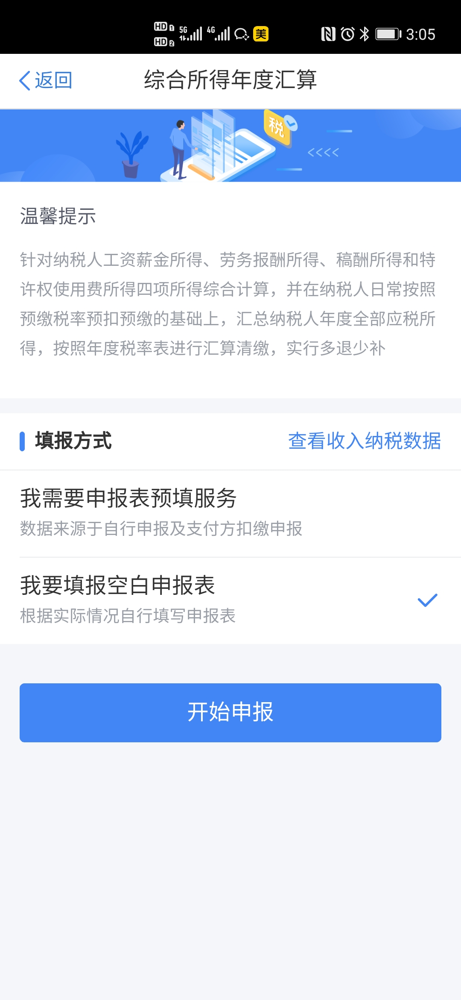 HD 1 5G 4G 美 3:05
HD 2
返回 综合所得年度汇算
税
温馨提示
针对纳税人工资薪金所得、劳务报酬所得、稿酬所得和特
许权使用费所得四项所得综合计算，并在纳税人日常按照
预缴税率预扣预缴的基础上，汇总纳税人年度全部应税所
得，按照年度税率表进行汇算清缴，实行多退少补
填报方式 查看收入纳税数据
我需要申报表预填服务
数据来源于自行申报及支付方扣缴申报
我要填报空白申报表
根据实际情况自行填写申报表
开始申报